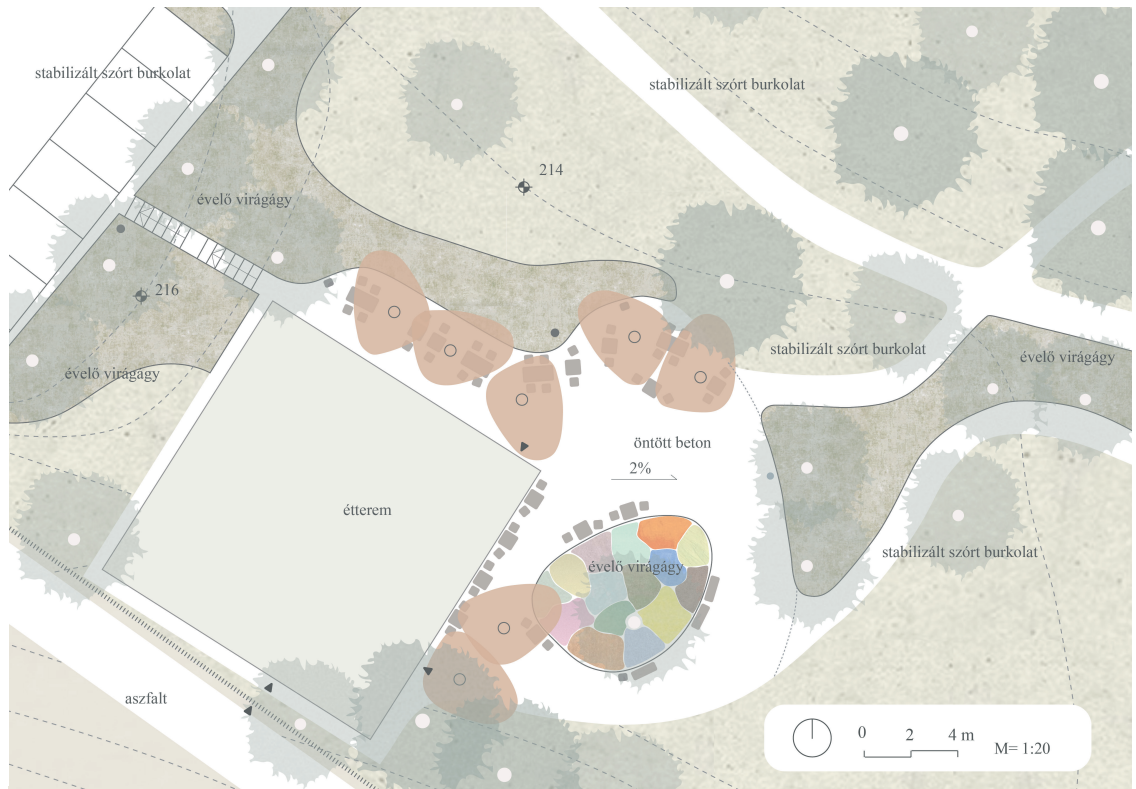 stabilizált szórt burkolat
stabilizált szórt burkolat
214
évelő virágágy
216
stabilizált szórt burkolat
évelő virágágy
évelő virágágy
öntött beton
2%
étterem
stabilizált szórt burkolat
évelő virágágy
aszfalt
0 2 4 m
M= 1:20